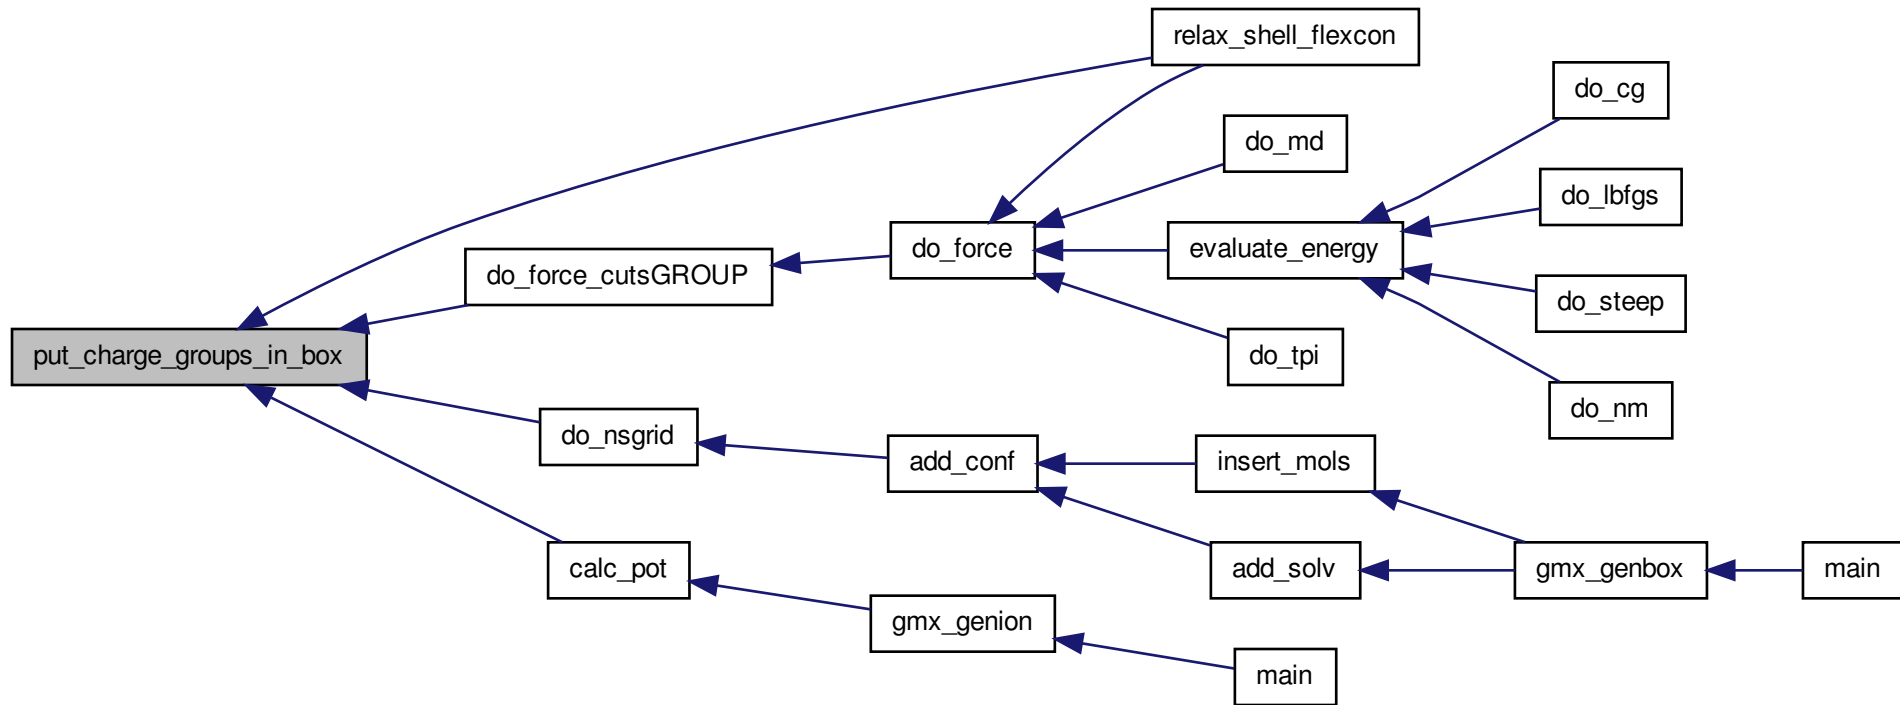 relax_shell_flexcon
do_cg
do_md
do_lbfgs
do_force
evaluate_energy
do_force_cutsGROUP
do_steep
put_charge_groups_in_box
do_tpi
do_nm
do_nsgrid
add_conf
insert_mols
calc_pot
add_solv
gmx_genbox
main
gmx_genion
main